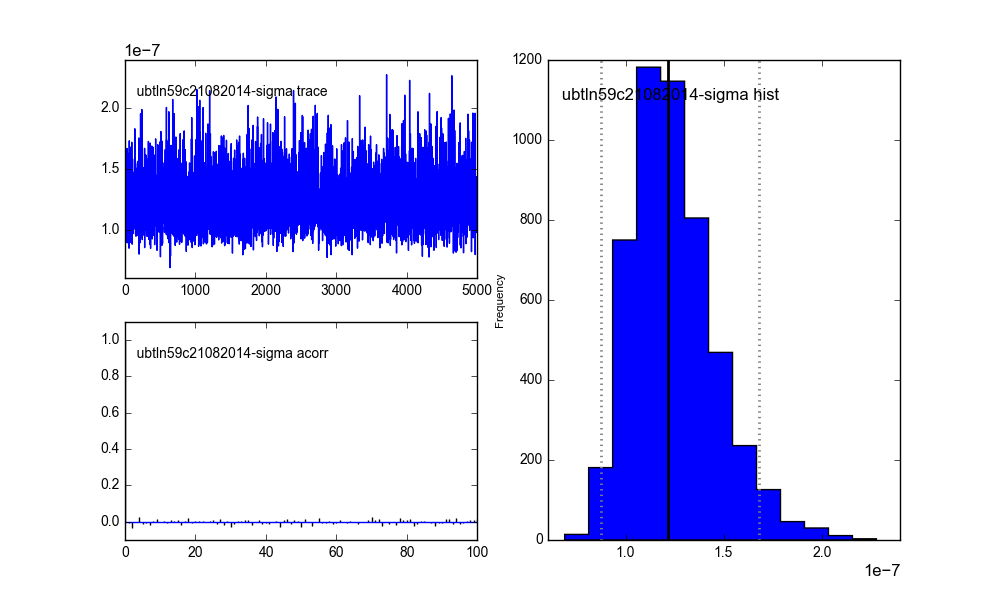 1e−7
ubtln59c21082014-sigma trace
2.0
1.5
1.0
0 1000 2000 3000 4000 5000
ubtln59c21082014-sigma acorr
1.0
0.8
0.6
0.4
0.2
0.0
0 20 40 60 80 100
ubtln59c21082014-sigma hist
Frequency
1200
1000
800
600
400
200
0
1.0 1.5 2.0
1e−7